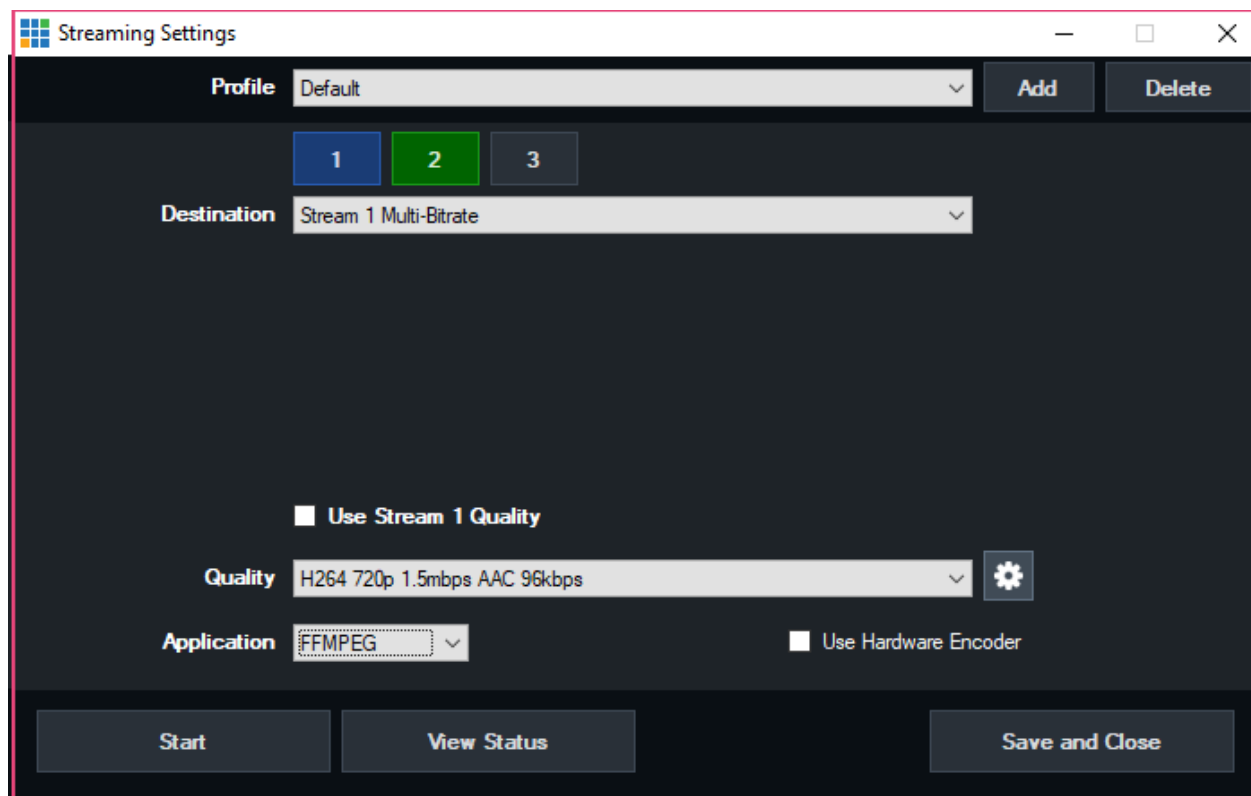 Streaming Settings
Profile Default Add Delete
1 2 3
Destination Stream 1 Multi-Bitrate
Use Stream 1 Quality
Quality H264 720p 1.5mbps AAC 96kbps
Application FFMPEG Use Hardware Encoder
Start View Status Save and Close